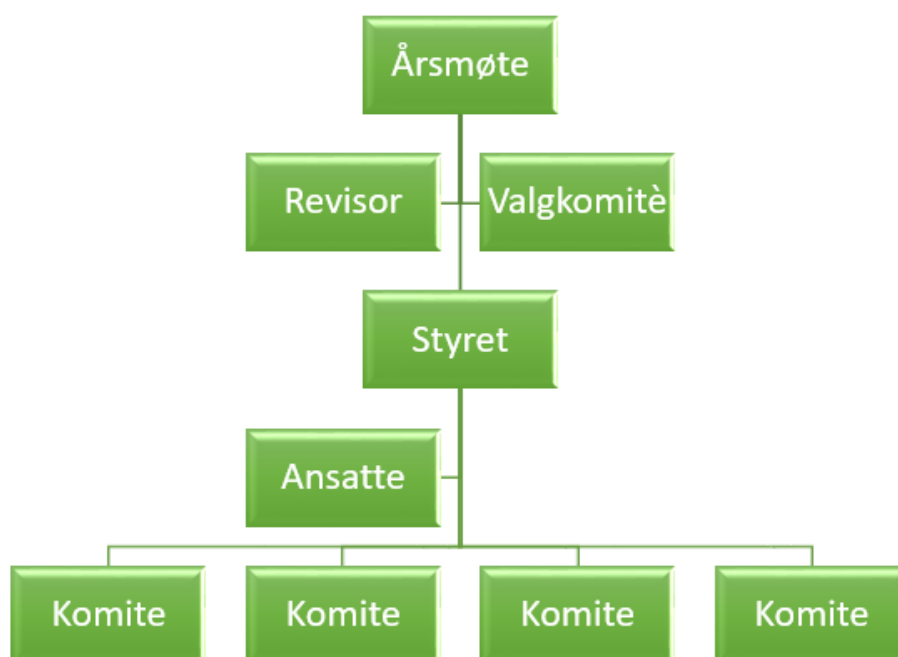 Årsmøte
Revisor
Valgkomitè
Styret
Ansatte
Komite
Komite
Komite
Komite